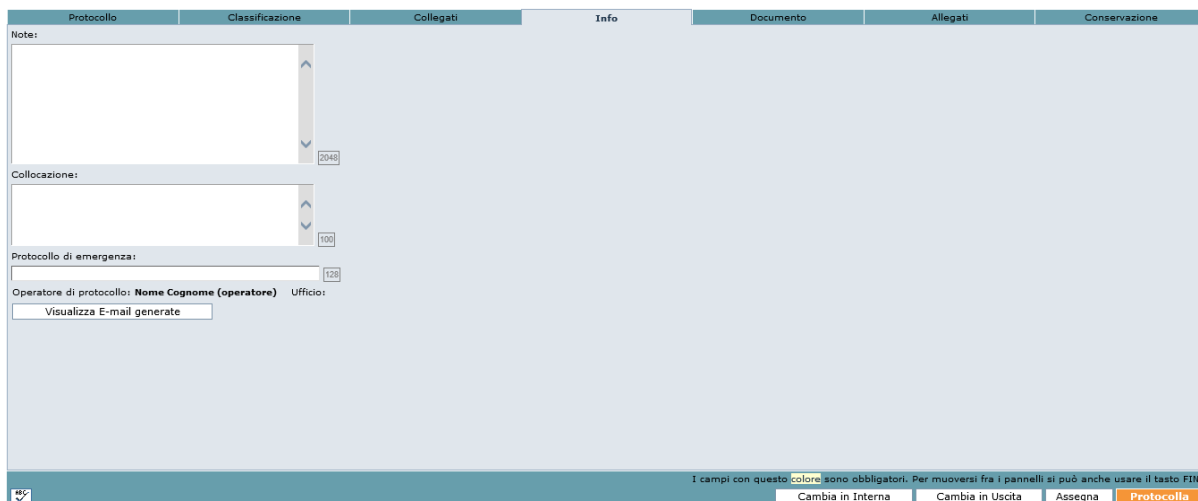 Protocollo Classificazione Collegati Info Documento Allegati Conservazione
Note:
2048
Collocazione:
100
Protocollo di emergenza:
128
Operatore di protocollo: Nome Cognome (operatore) Ufficio:
Visualizza E-mail generate
I campi con questo colore sono obbligatori. Per muoversi fra i pannelli si può anche usare il tasto FIN
ABC Cambia in Interna Cambia in Uscita Assegna Protocolla